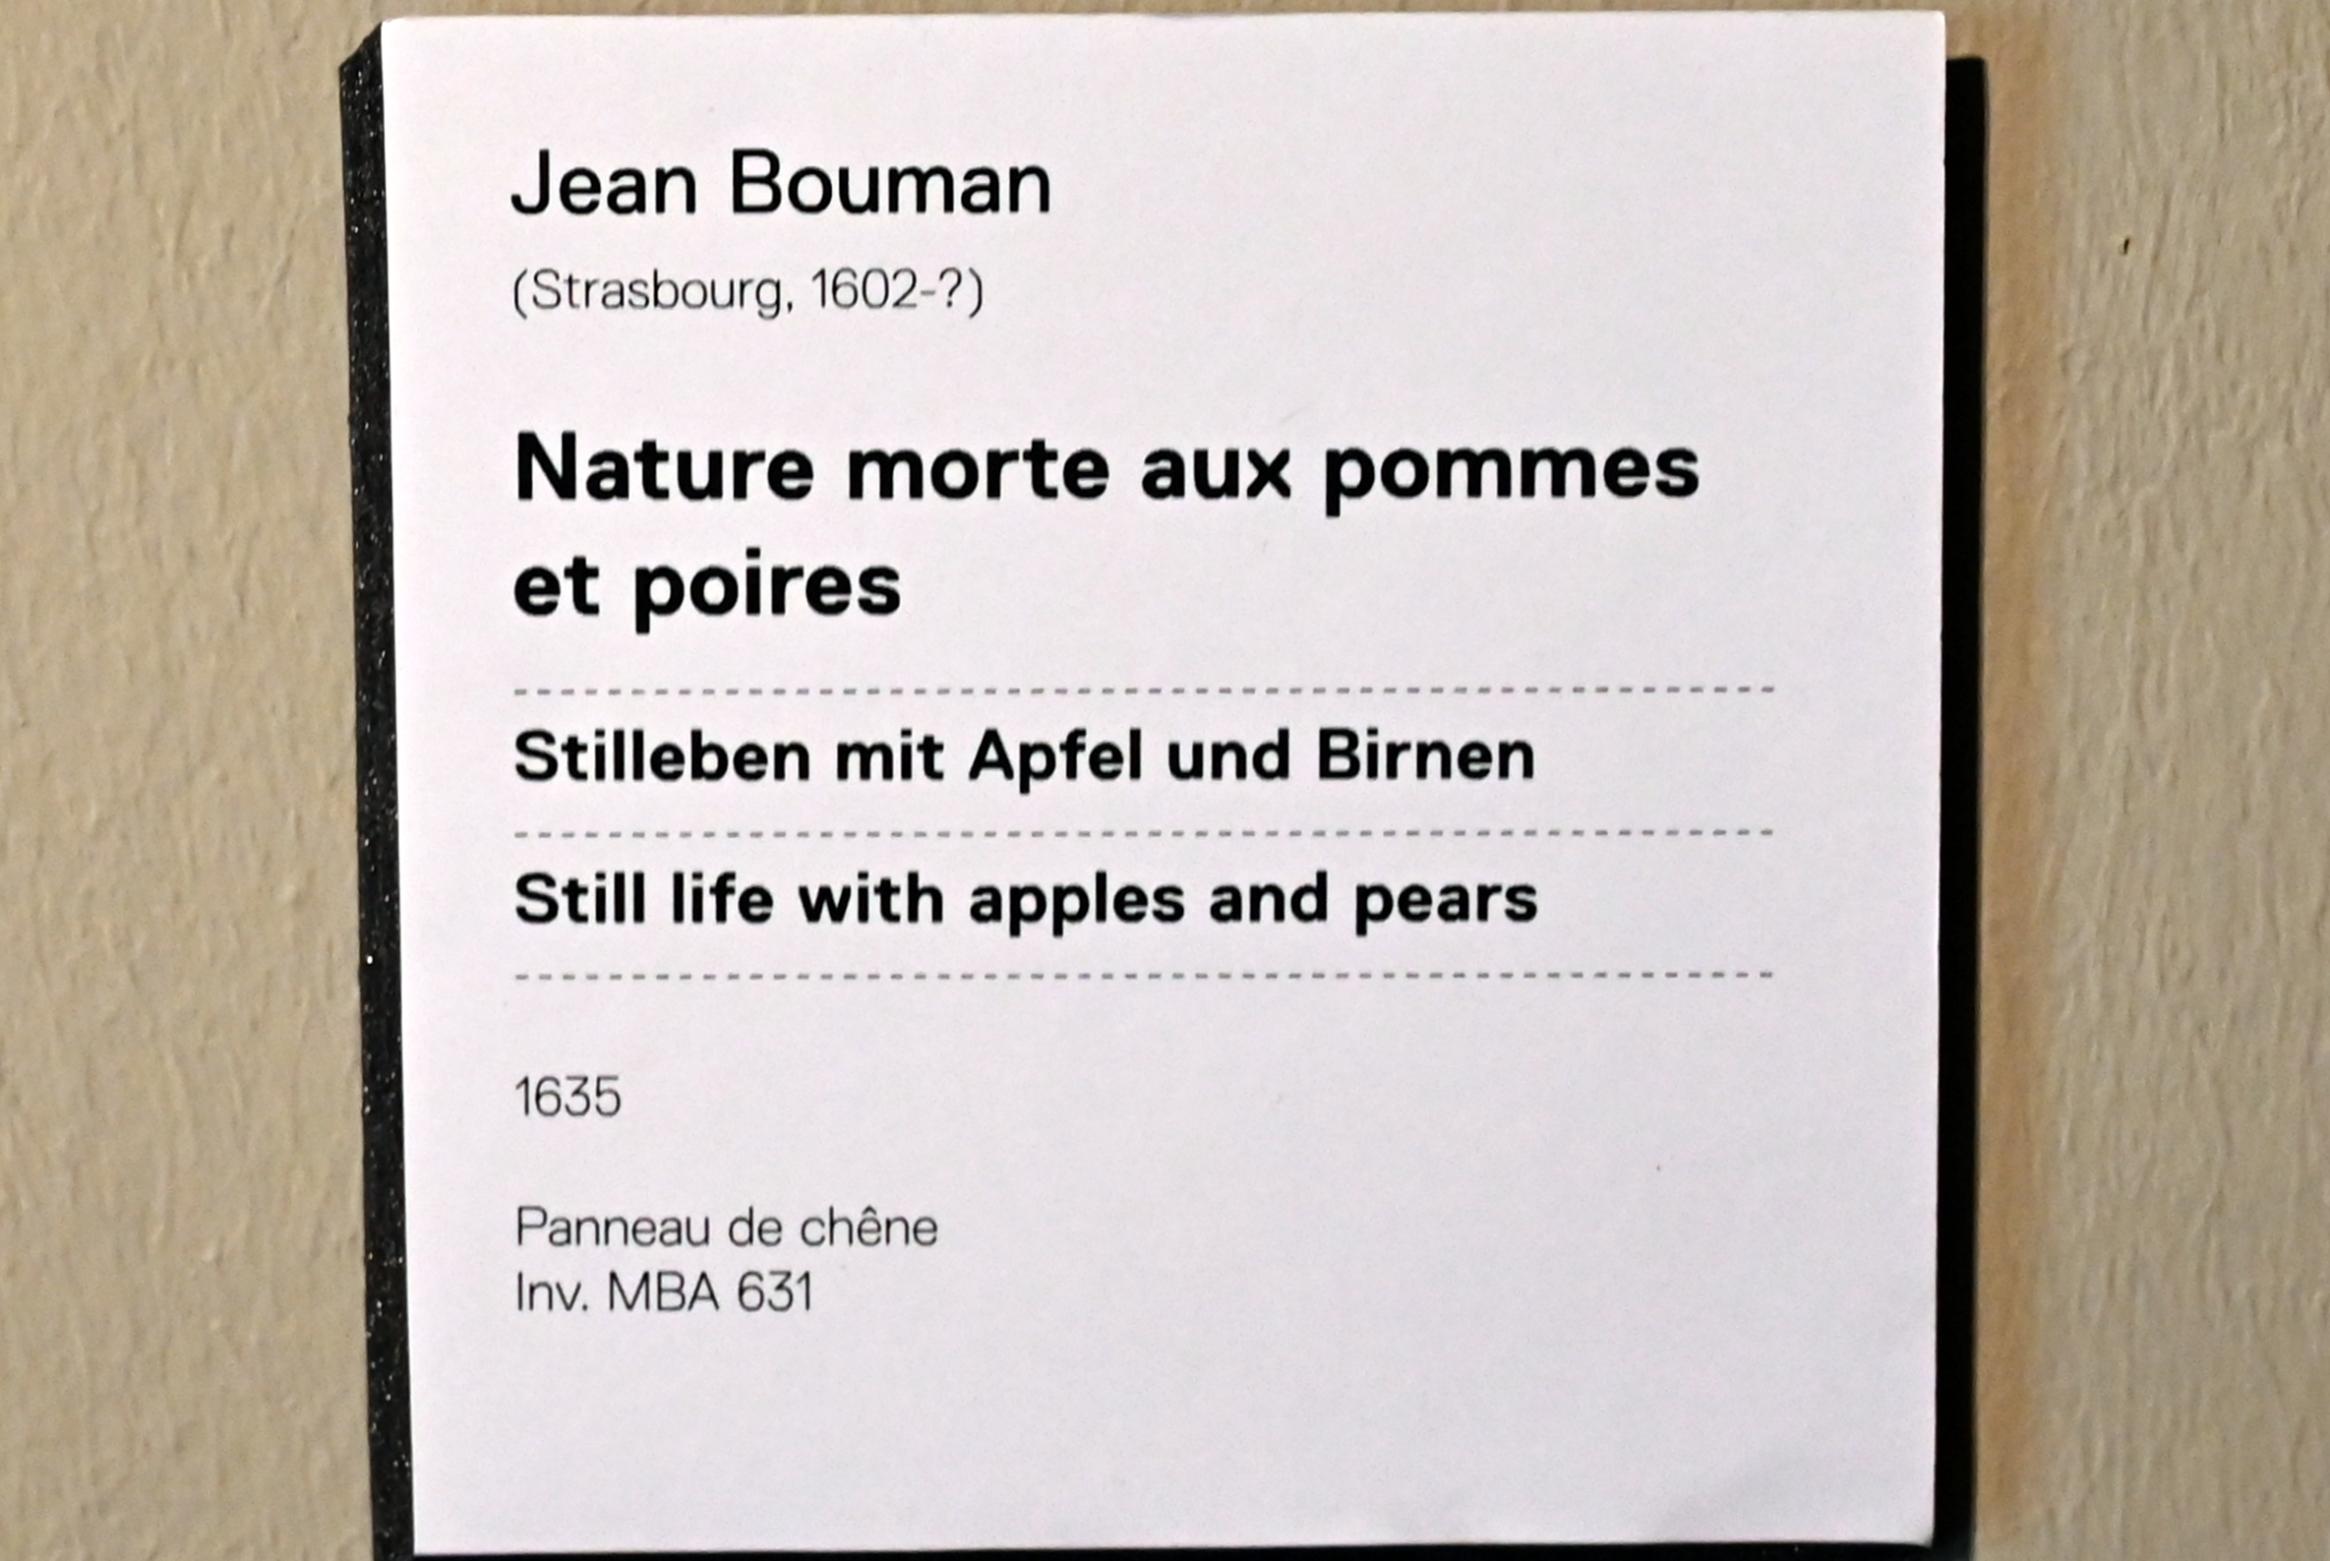 Jean Bouman
(Strasbourg, 1602-?)
Nature morte aux pommes
et poires
Stilleben mit Apfel und Birnen
Still life with apples and pears
1635
Panneau de chêne
Inv. MBA 631